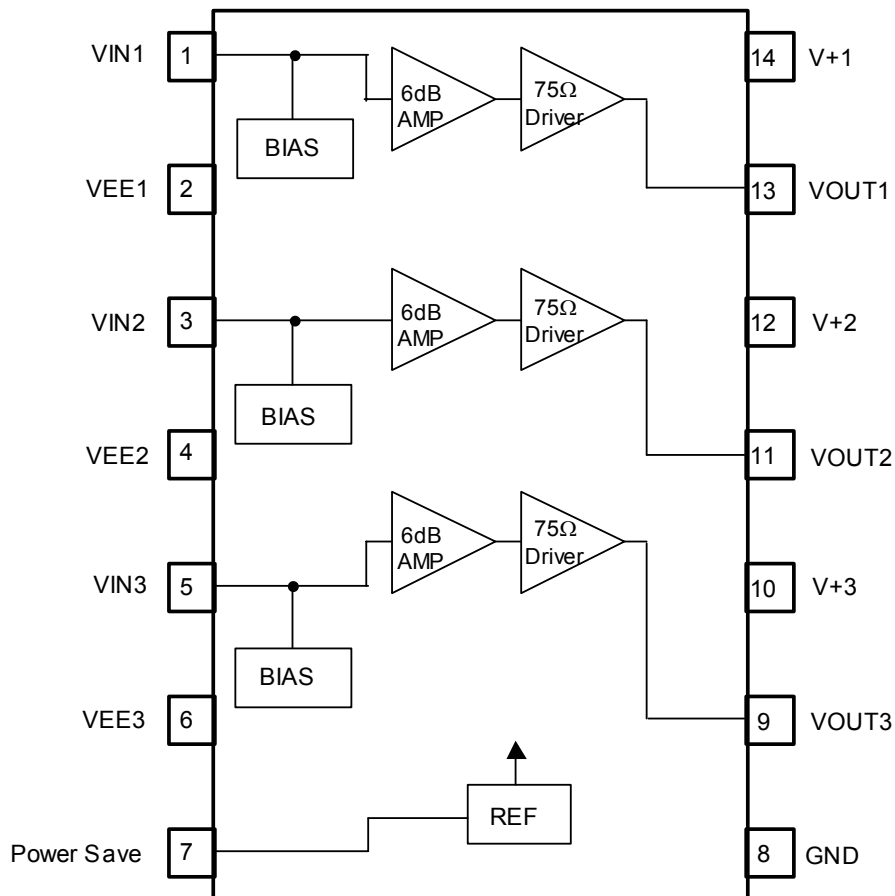 VIN1 1
6dB
AMP
75Ω
Driver
14 V+1
BIAS
VEE1 2
13 VOUT1
VIN2 3
6dB
AMP
75Ω
Driver
12 V+2
BIAS
VEE2 4
11 VOUT2
6dB
AMP
75Ω
Driver
VIN3 5
10 V+3
BIAS
VEE3 6
9 VOUT3
REF
Power Save 7
8 GND